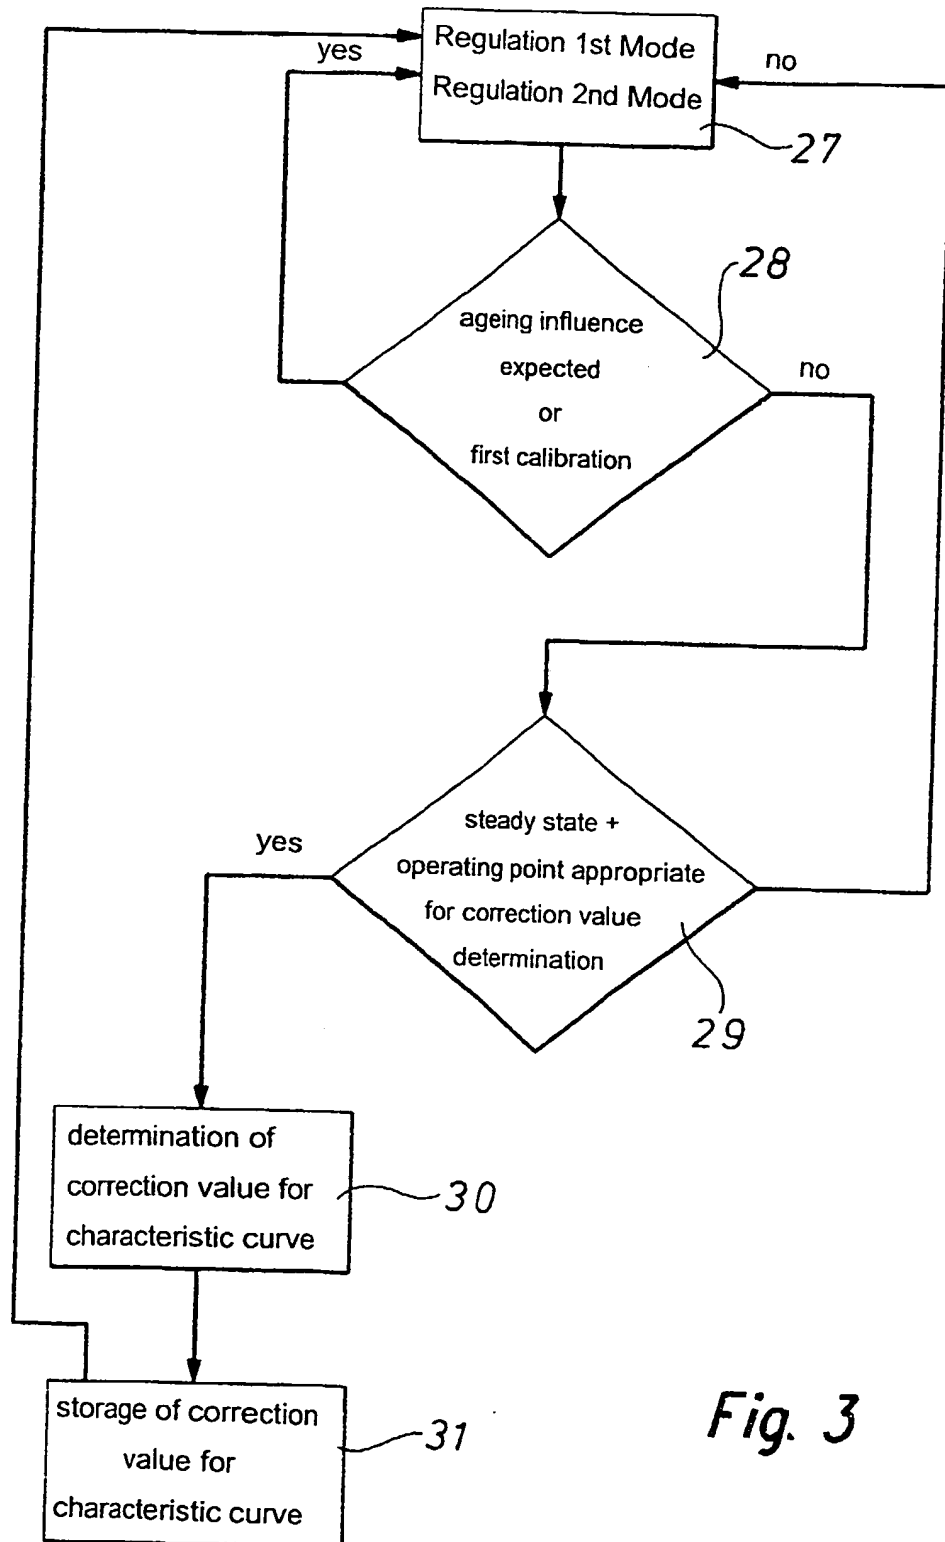 Regulation 1st Mode
Regulation 2nd Mode
yes
no
27
28
ageing influence
expected
or
first calibration
no
steady state +
operating point appropriate
for correction value
determination
yes
29
determination of
correction value for
characteristic curve
30
storage of correction
value for
characteristic curve
31
Fig. 3